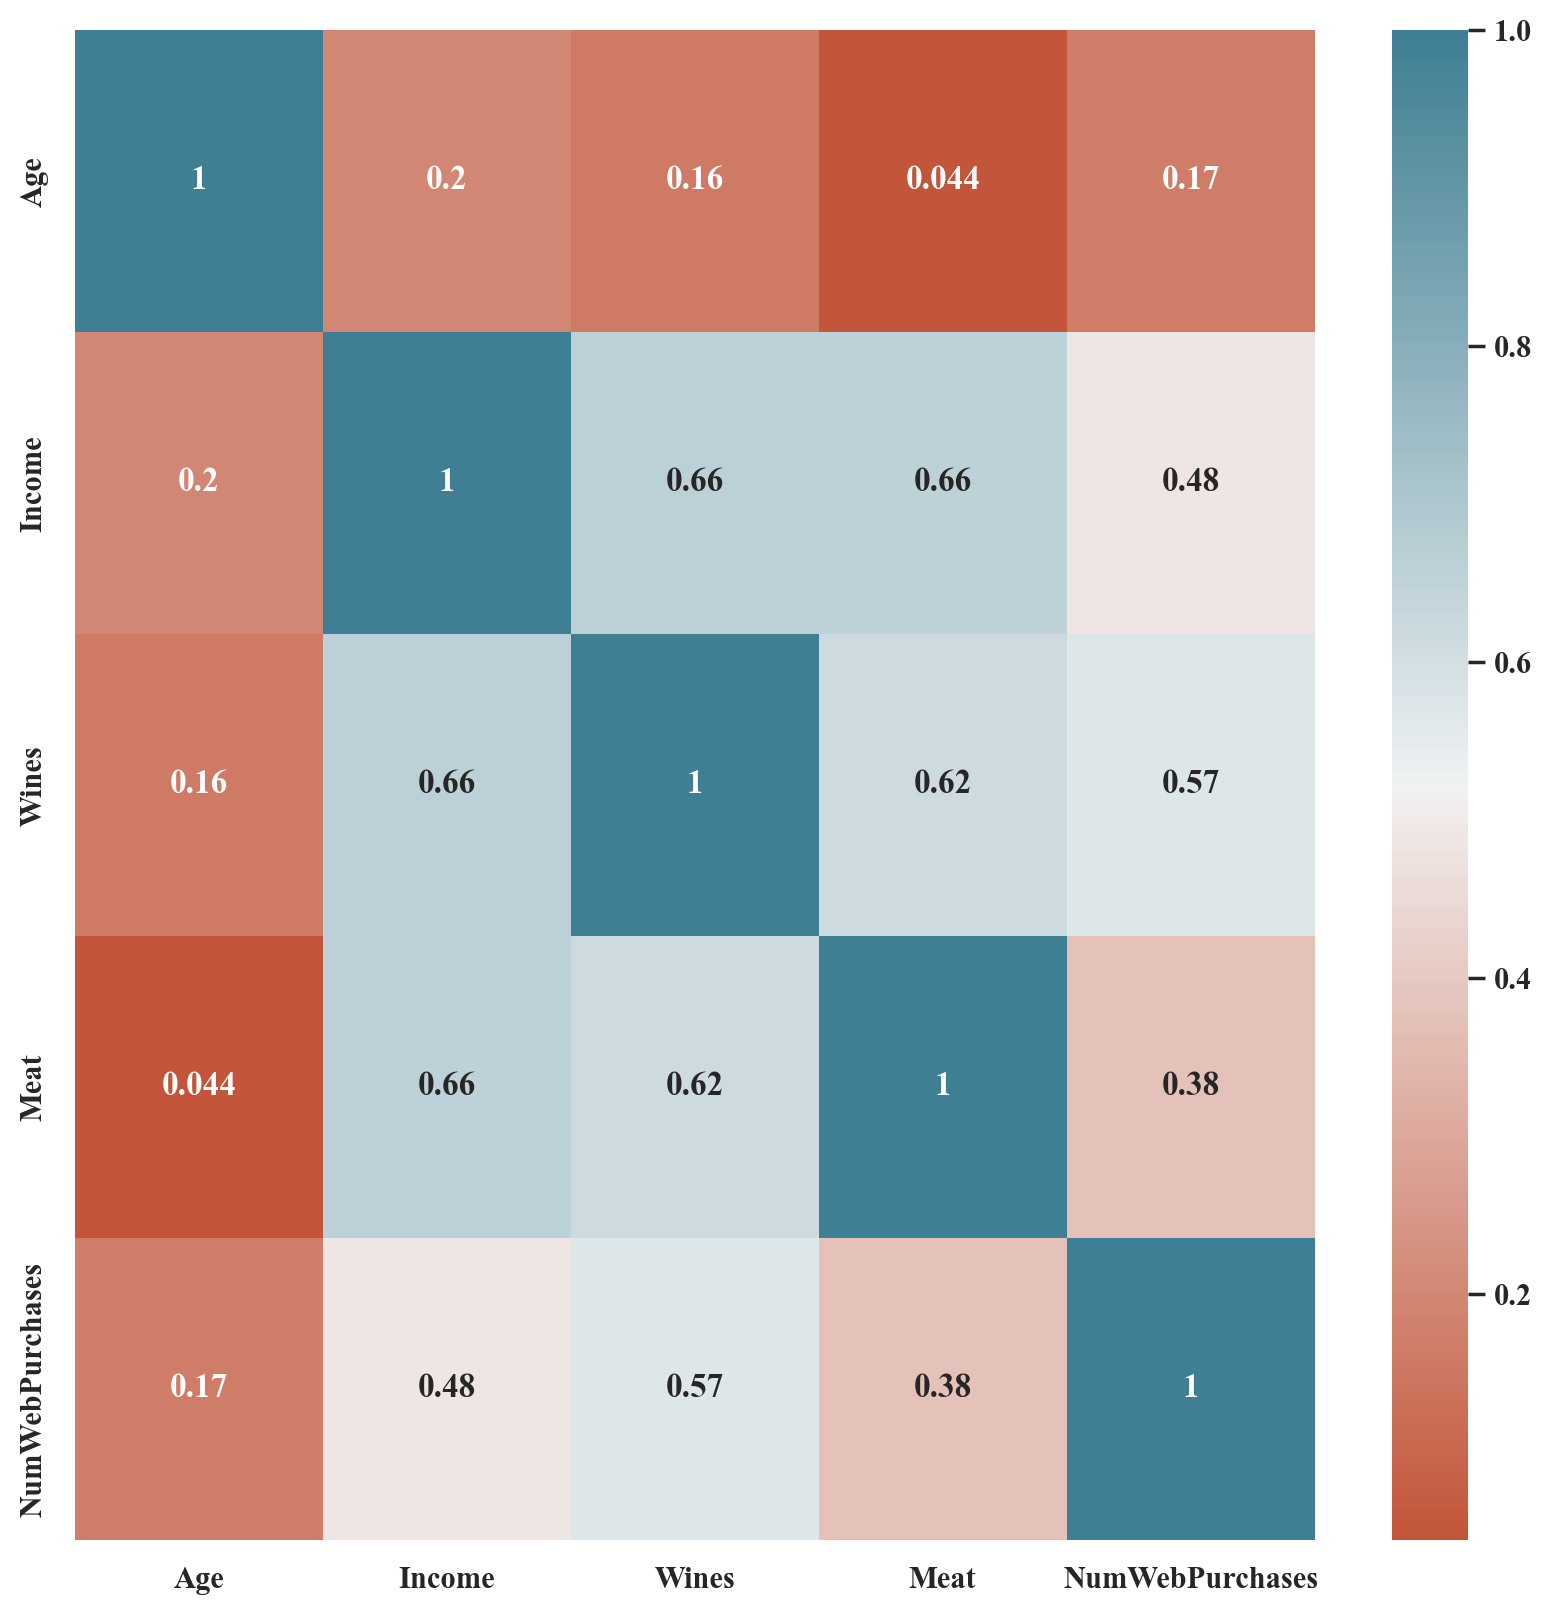 1.0
Age 1 0.2 0.16 0.044 0.17
0.8
Income 0.2 1 0.66 0.66 0.48
0.6
Wines 0.16 0.66 1 0.62 0.57
0.4
Meat 0.044 0.66 0.62 1 0.38
0.2
NumWebPurchases 0.17 0.48 0.57 0.38 1
Age Income Wines Meat NumWebPurchases